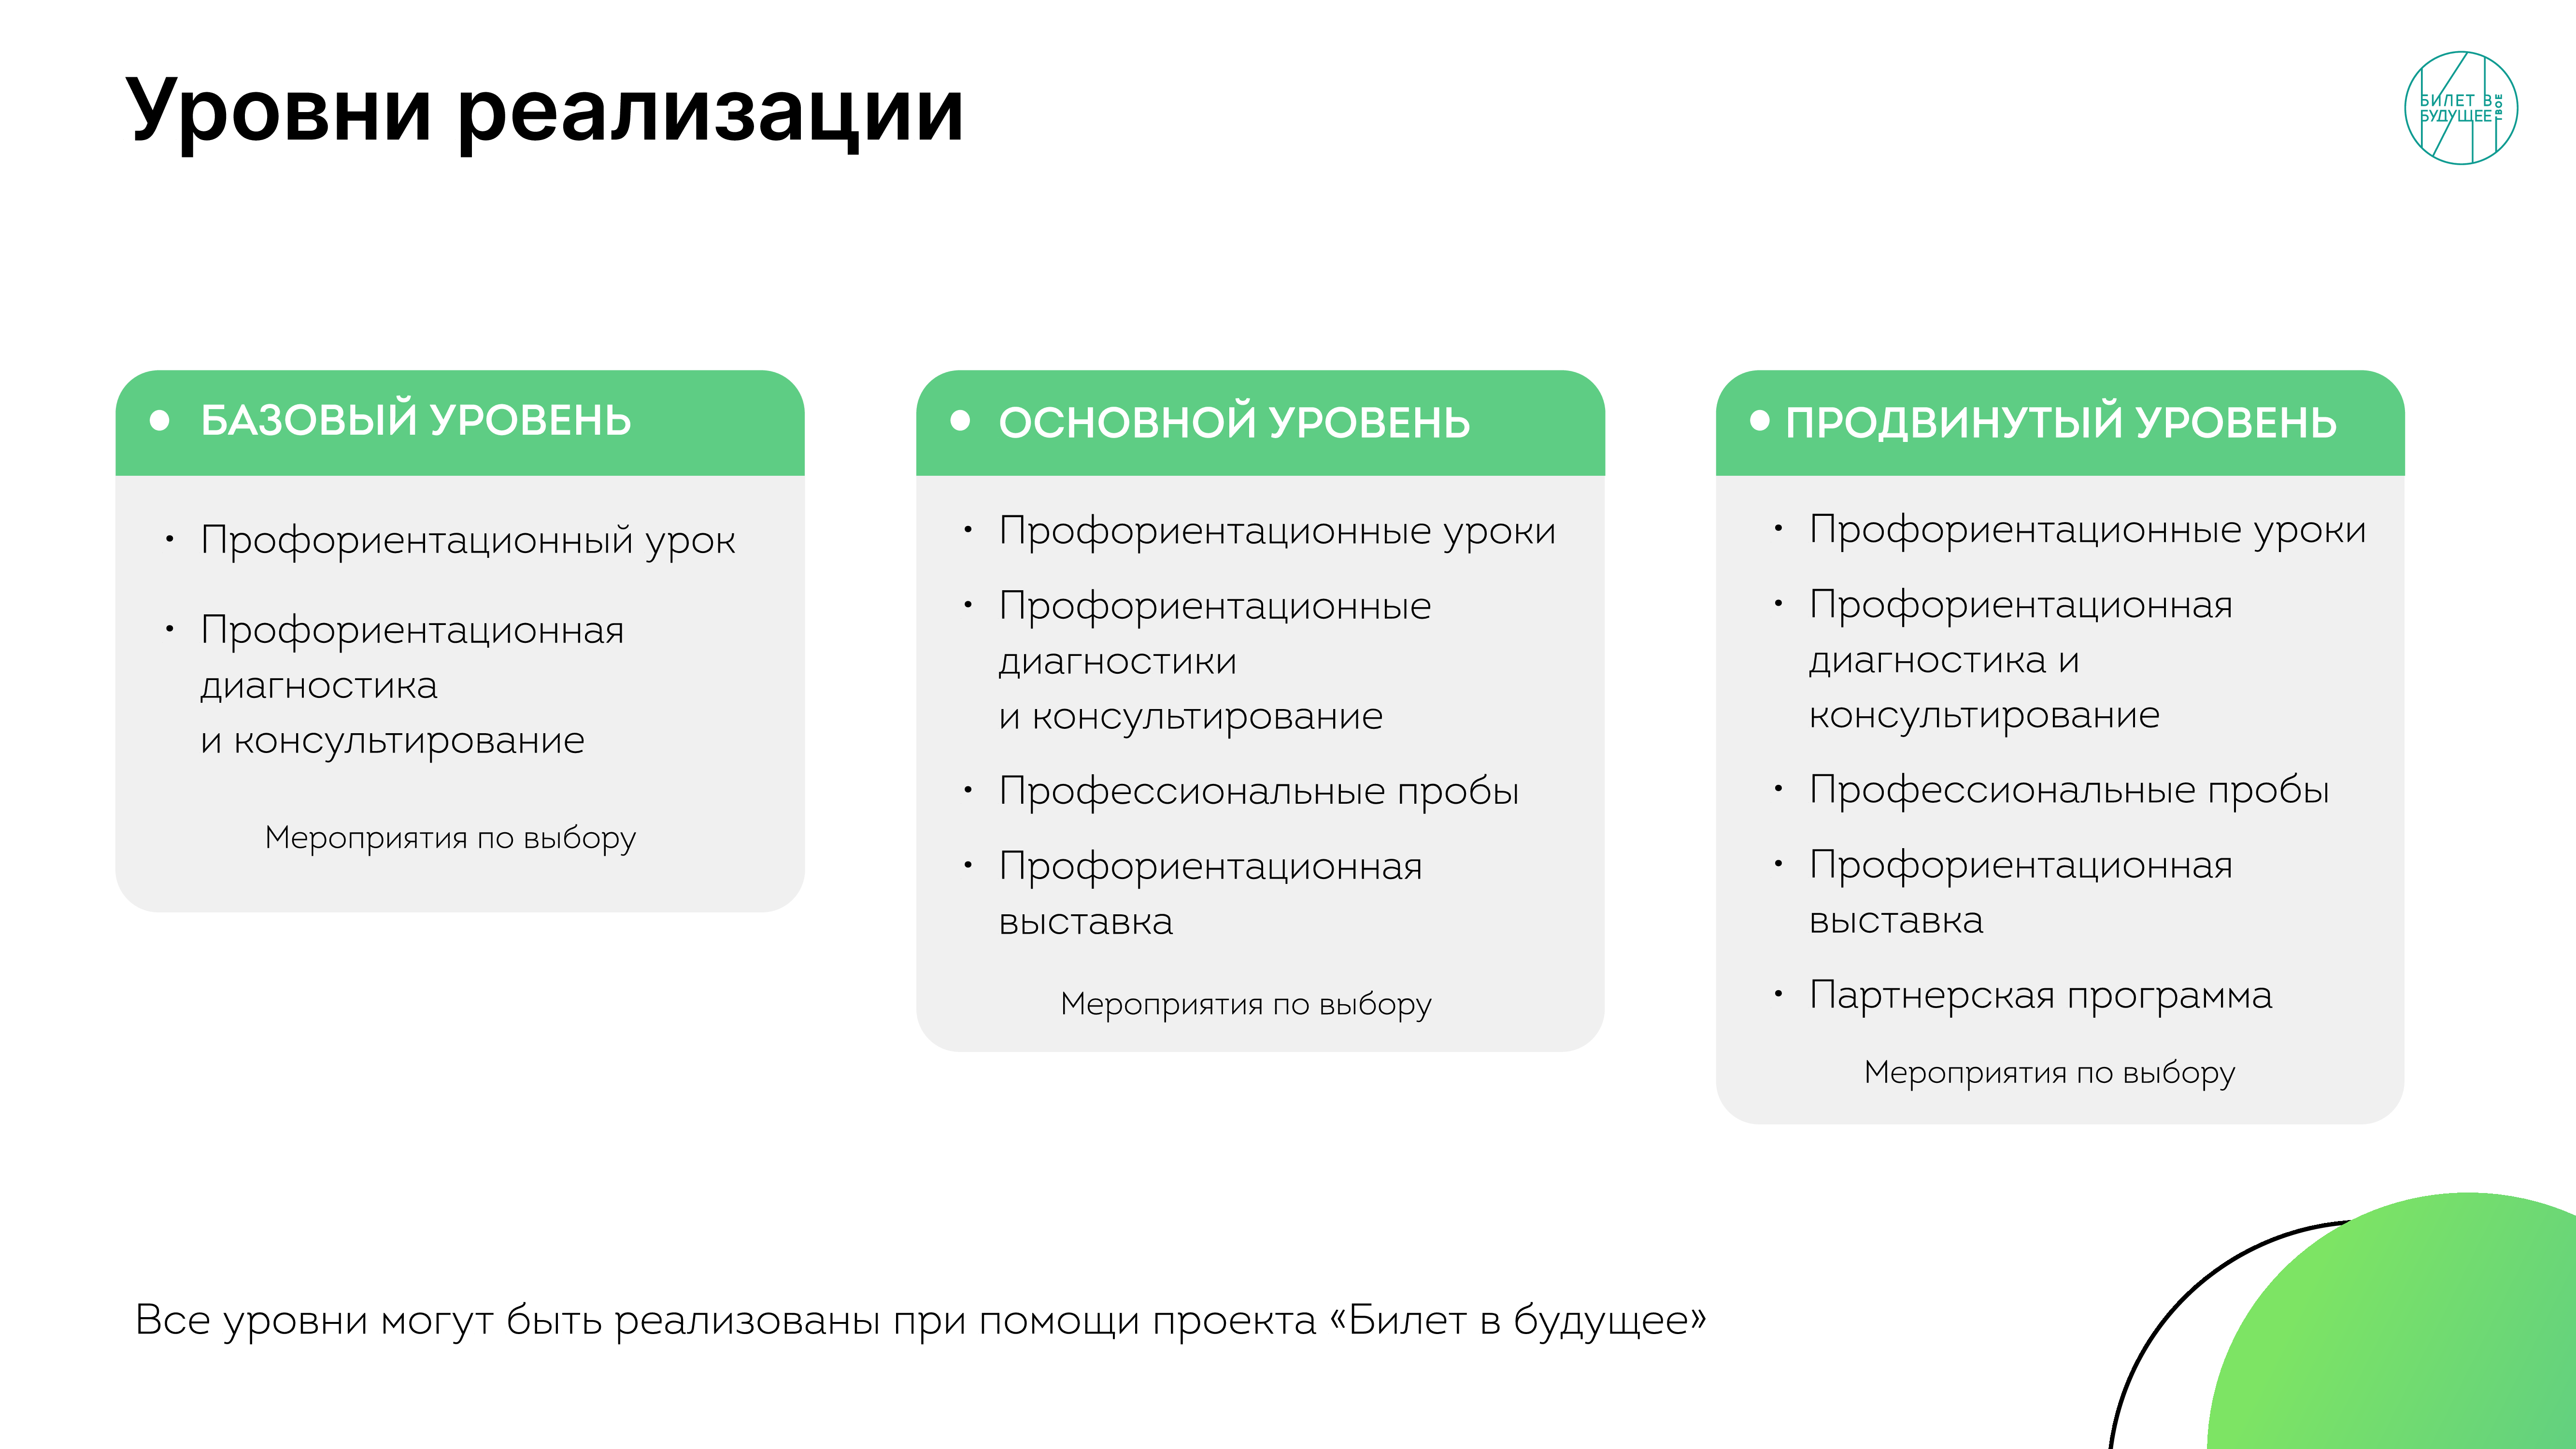 Уровни реализации
БИЛЕТ В
БУДУЩЕЕ
ТВОЕ
БАЗОВЫЙ УРОВЕНЬ
Профориентационный урок
Профориентационная
диагностика
и консультирование
Мероприятия по выбору
ОСНОВНОЙ УРОВЕНЬ
Профориентационные уроки
Профориентационные
диагностики
и консультирование
Профессиональные пробы
Профориентационная
выставка
Мероприятия по выбору
ПРОДВИНУТЫЙ УРОВЕНЬ
Профориентационные уроки
Профориентационная
диагностика и
консультирование
Профессиональные пробы
Профориентационная
выставка
Партнерская программа
Мероприятия по выбору
Все уровни могут быть реализованы при помощи проекта «Билет в будущее»